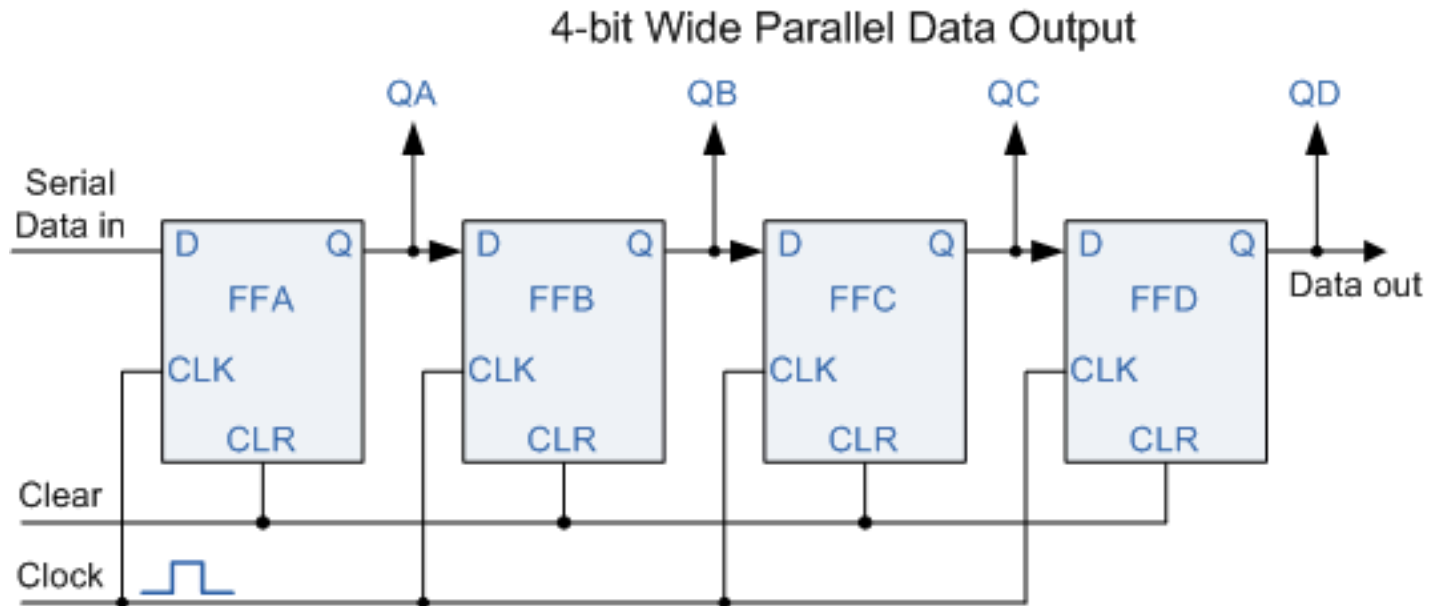 4-bit Wide Parallel Data Output
QA QB QC QD
Serial
Data in
D Q D Q D Q D Q
Data out
FFA FFB FFC FFD
CLK CLK CLK CLK
CLR CLR CLR CLR
Clear
Clock